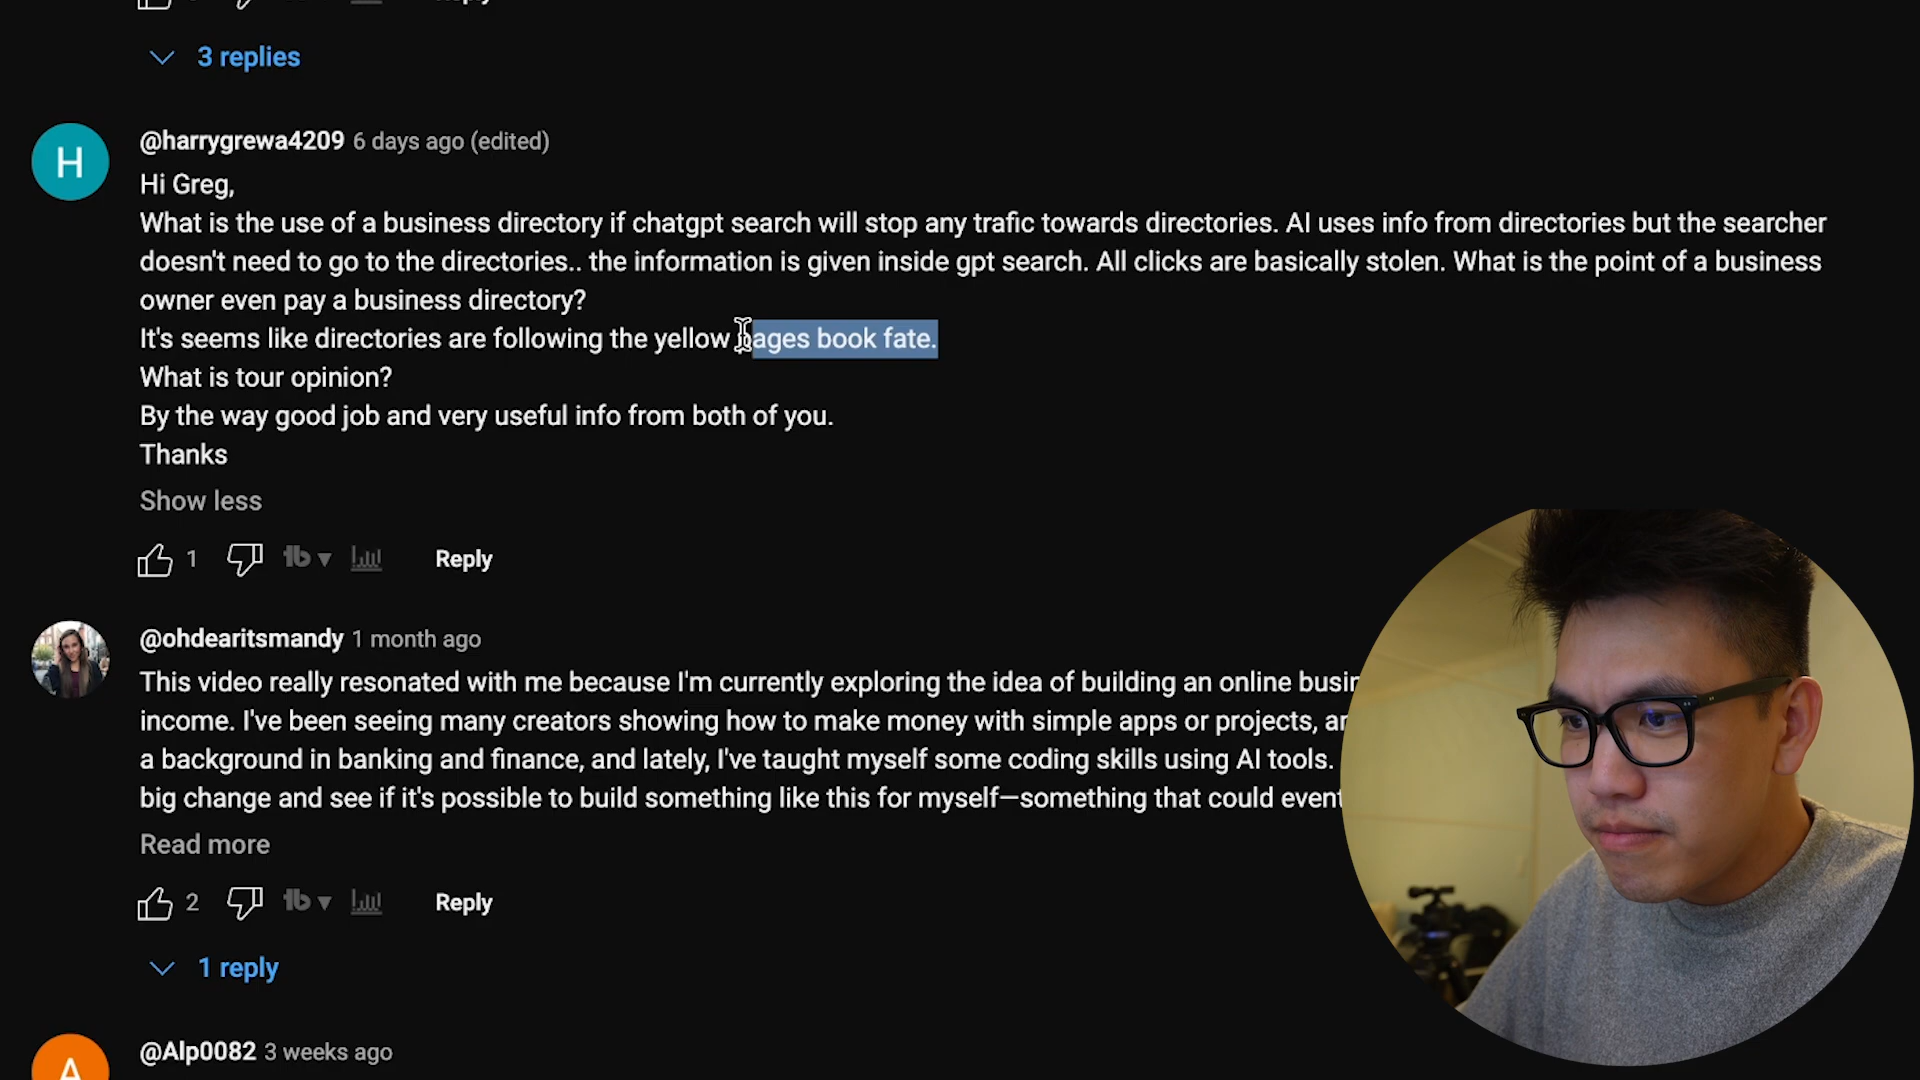 3 replies
H
@harrygrewa4209 6 days ago (edited)
Hi Greg,
What is the use of a business directory if chatgpt search will stop any trafic towards directories. AI uses info from directories but the searcher
doesn't need to go to the directories.. the information is given inside gpt search. All clicks are basically stolen. What is the point of a business
owner even pay a business directory?
It's seems like directories are following the yellow pages book fate.
What is tour opinion?
By the way good job and very useful info from both of you.
Thanks
Show less
1 Reply
@ohdearitsmandy 1 month ago
This video really resonated with me because I'm currently exploring the idea of building an online
income. I've been seeing many creators showing how to make money with simple apps or projects,
a background in banking and finance, and lately, I've taught myself some coding skills using AI tools.
big change and see if it's possible to build something like this for myself—something that could
Read more
2 Reply
1 reply
A
@Alp0082 3 weeks ago